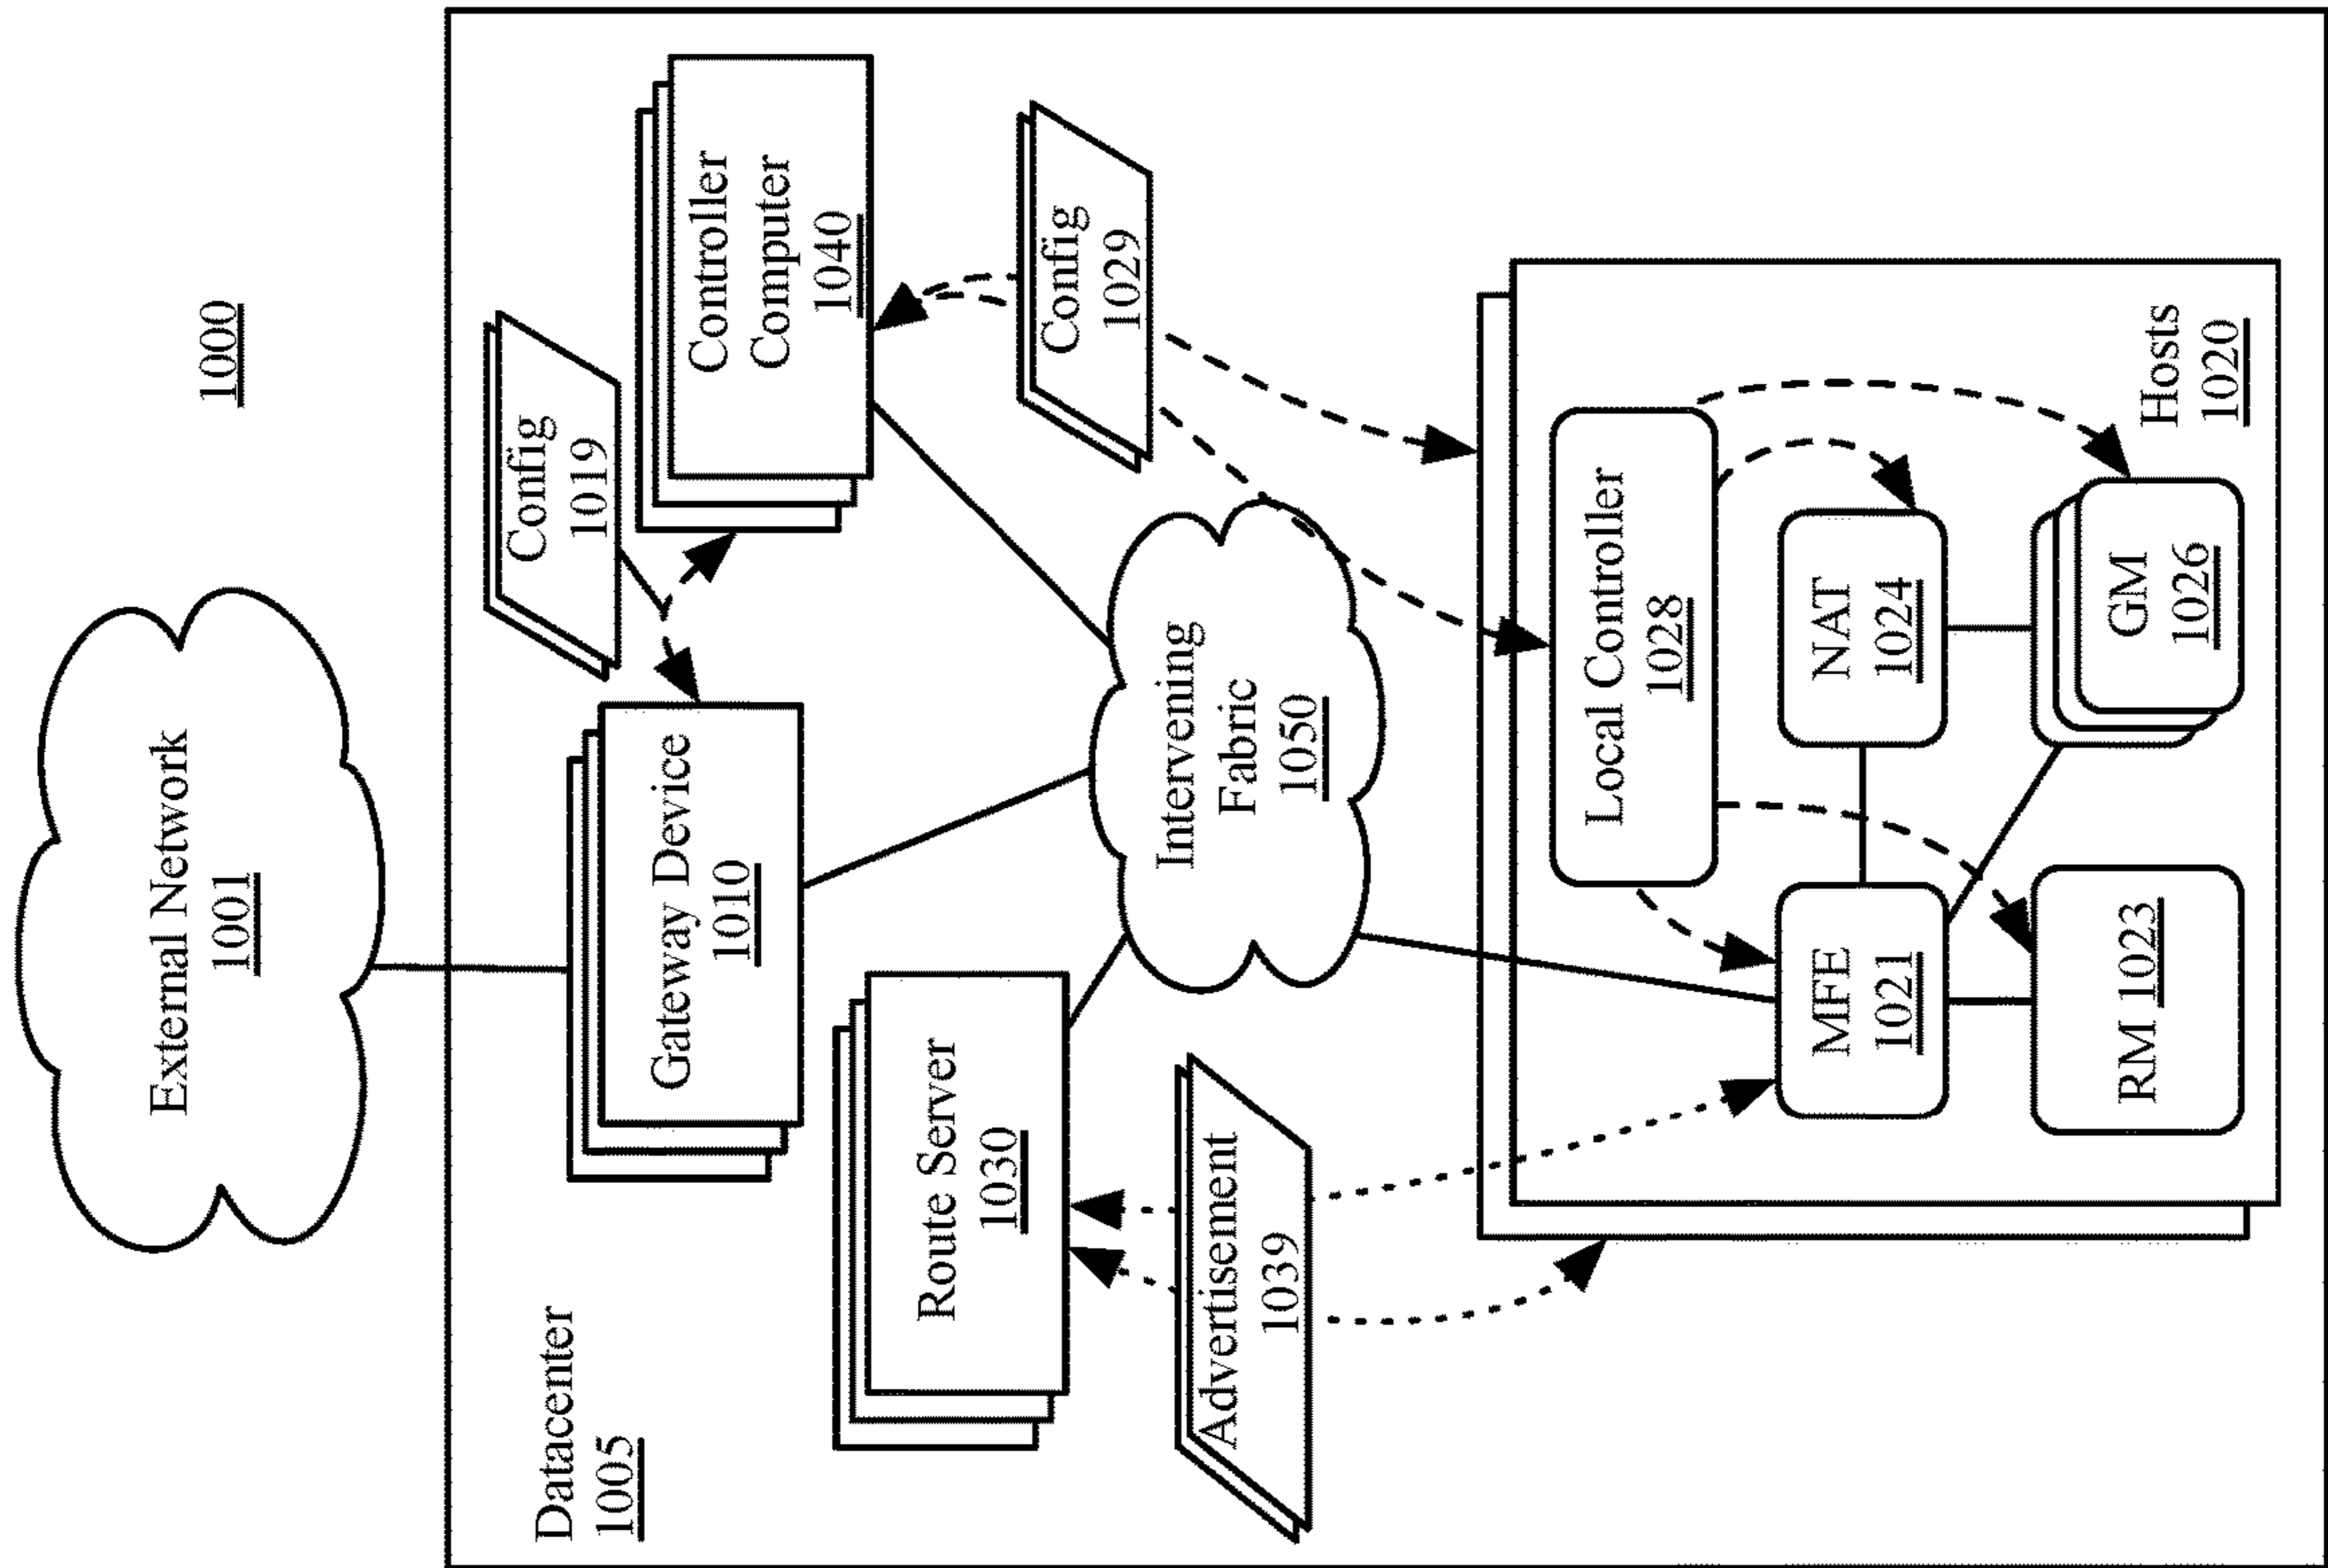 1000
External Network
1001
Datacenter
1005
Config
1019
Gateway Device
1010
Controller
Computer
1040
Route Server
1030
Config
1029
Intervening
Fabric
1050
Advertisement
1039
Local Controller
1028
MFE
1021
NAT
1024
RM 1023
GM
1026
Hosts
1020